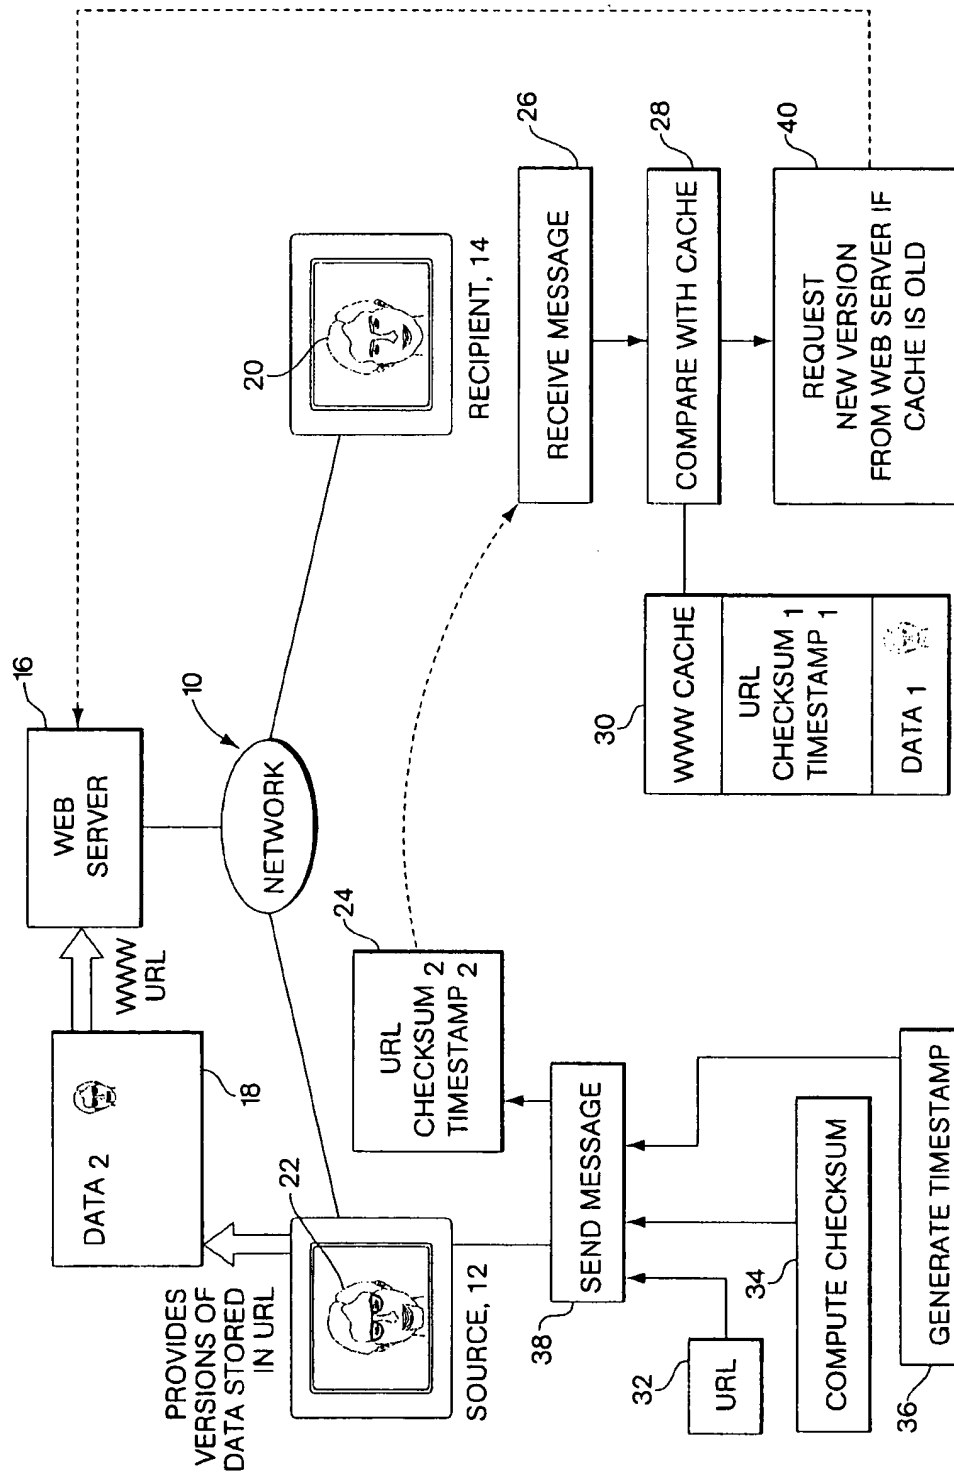 PROVIDES
VERSIONS OF
DATA STORED
IN URL
DATA 2
18
WWW
URL
WEB
SERVER
16
10
NETWORK
22
SOURCE, 12
20
RECIPIENT, 14
URL
CHECKSUM 2
TIMESTAMP 2
24
RECEIVE MESSAGE
26
SEND MESSAGE
38
COMPARE WITH CACHE
28
30
WWW CACHE
URL
CHECKSUM 1
TIMESTAMP 1
DATA 1
32
URL
34
COMPUTE CHECKSUM
36
GENERATE TIMESTAMP
REQUEST
NEW VERSION
FROM WEB SERVER IF
CACHE IS OLD
40